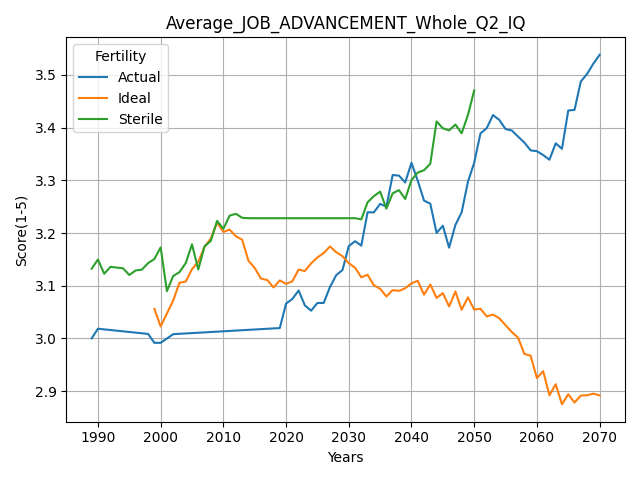 Average_JOB_ADVANCEMENT_Whole_Q2_IQ
Fertility
Actual
Ideal
Sterile
Score(1-5)
3.5
3.4
3.3
3.2
3.1
3.0
2.9
1990 2000 2010 2020 2030 2040 2050 2060 2070
Years